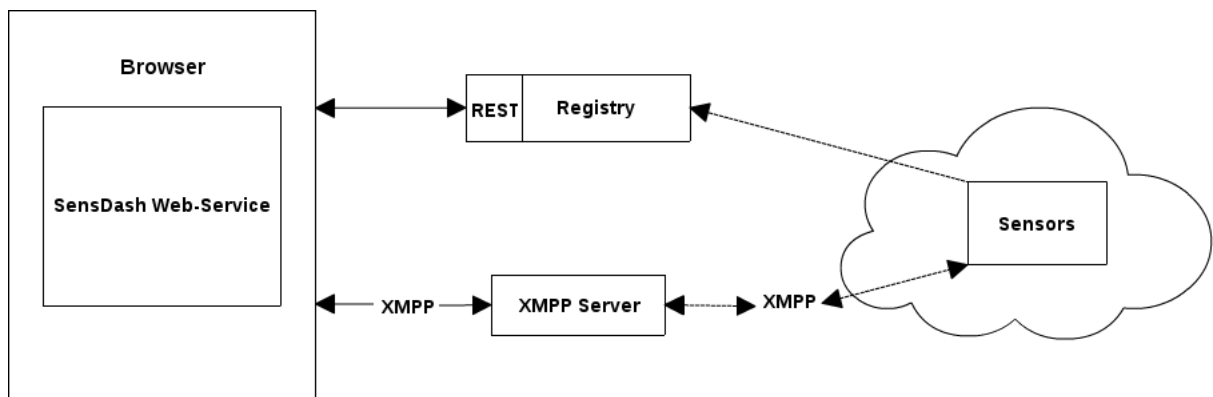 Browser
SensDash Web-Service
REST
Registry
Sensors
XMPP
XMPP Server
XMPP